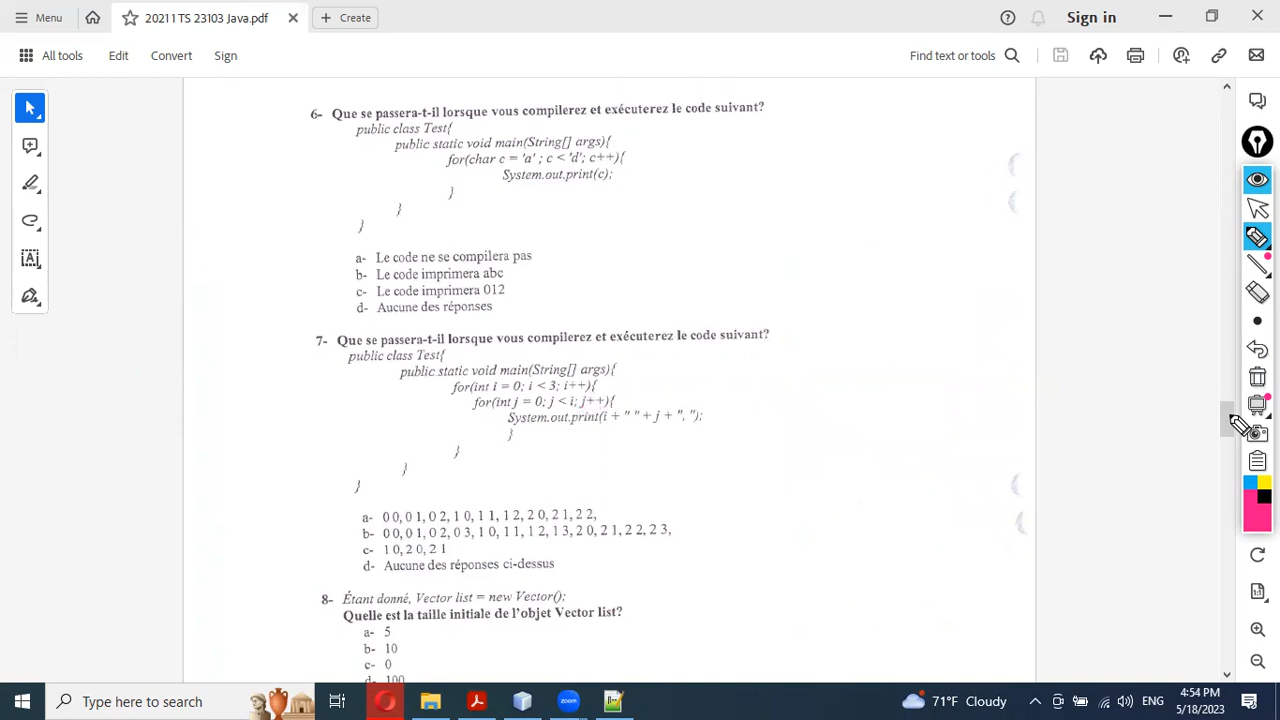 Menu
20211 TS 23103 Java.pdf
Create
Sign in
All tools
Edit
Convert
Sign
Find text or tools
6- Que se passera-t-il lorsque vous compilerez et exécuterez le code suivant?
public class Test{
public static void main(String[] args){
for(char c = 'a' ; c < 'd'; c++){
System.out.print(c);
}
}
}
a- Le code ne se compilera pas
b- Le code imprimera abc
c- Le code imprimera 012
d- Aucune des réponses
7- Que se passera-t-il lorsque vous compilerez et exécuterez le code suivant?
public class Test{
public static void main(String[] args){
for(int i = 0; i < 3; i++){
for(int j = 0; j < i; j++){
System.out.print(i + " " + j + ", ");
}
}
}
}
a- 0 0, 0 1, 0 2, 1 0, 1 1, 1 2, 2 0, 2 1, 2 2,
b- 0 0, 0 1, 0 2, 0 3, 1 0, 1 1, 1 2, 1 3, 2 0, 2 1, 2 2, 2 3,
c- 1 0, 2 0, 2 1
d- Aucune des réponses ci-dessus
8- Étant donné, Vector list = new Vector();
Quelle est la taille initiale de l'objet Vector list?
a- 5
b- 10
c- 0
d- 100
Type here to search
zoom
71°F Cloudy
ENG
4:54 PM
5/18/2023